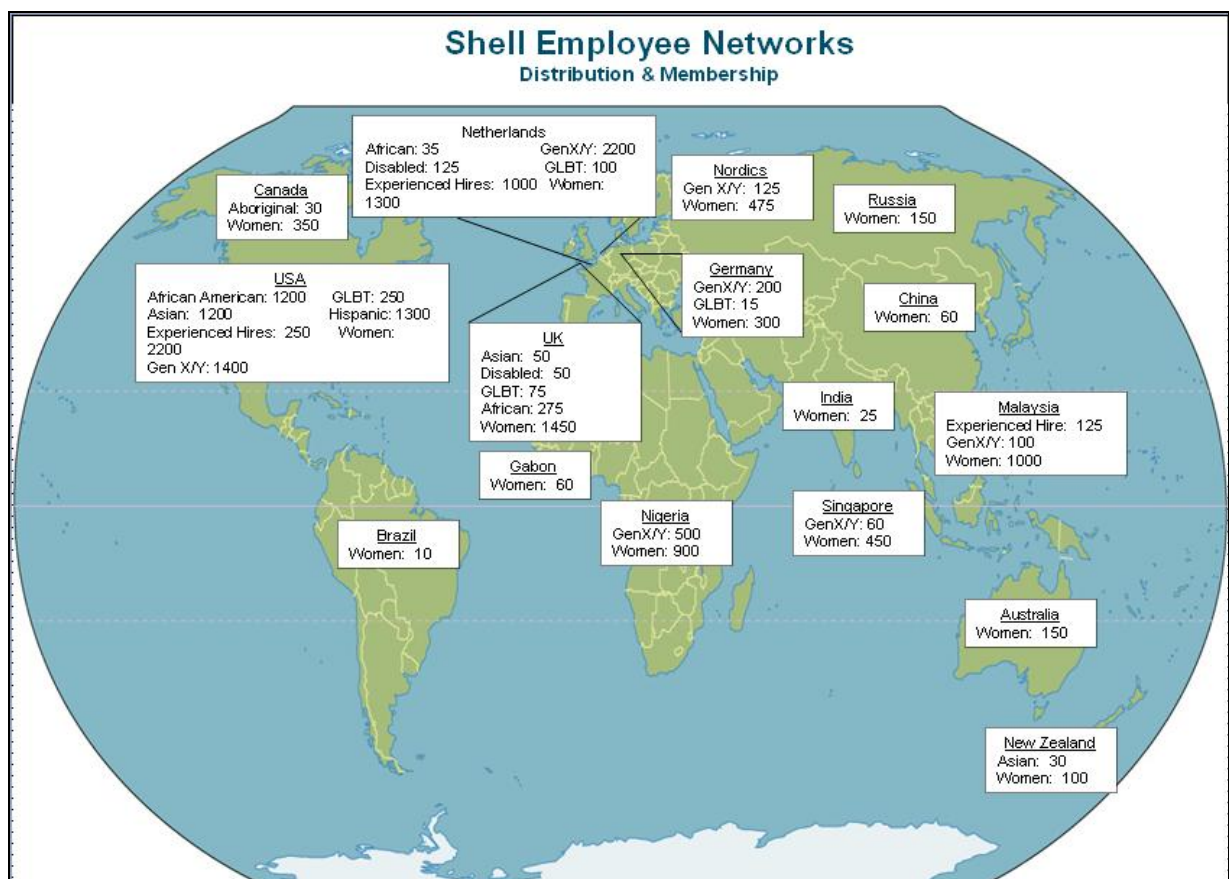 Shell Employee Networks
Distribution & Membership
Netherlands
African: 35 GenX/Y: 2200
Disabled: 125 GLBT: 100
Experienced Hires: 1000 Women:
1300
Nordics
Gen X/Y: 125
Women: 475
Russia
Women: 150
Canada
Aboriginal: 30
Women: 350
USA
African American: 1200 GLBT: 250
Asian: 1200 Hispanic: 1300
Experienced Hires: 250 Women:
2200
Gen X/Y: 1400
Germany
GenX/Y: 200
GLBT: 15
Women: 300
China
Women: 60
UK
Asian: 50
Disabled: 50
GLBT: 75
African: 275
Women: 1450
India
Women: 25
Malaysia
Experienced Hire: 125
GenX/Y: 100
Women: 1000
Gabon
Women: 60
Nigeria
GenX/Y: 500
Women: 900
Singapore
GenX/Y: 60
Women: 450
Brazil
Women: 10
Australia
Women: 150
New Zealand
Asian: 30
Women: 100